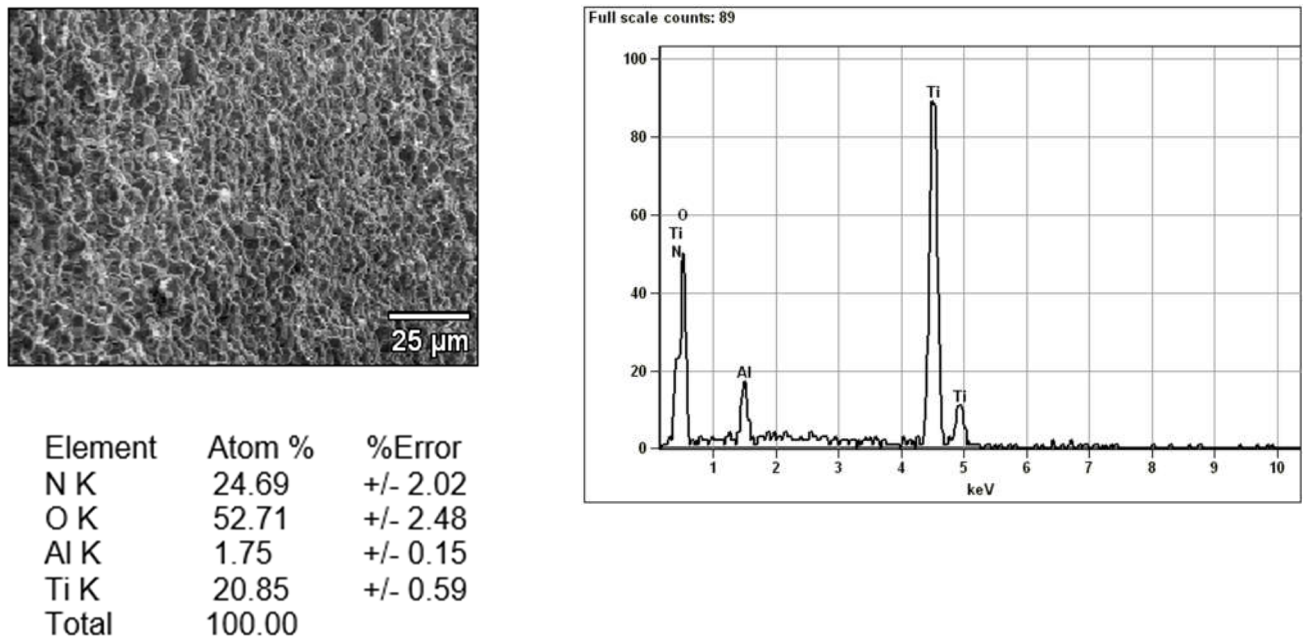 25 μm
Full scale counts: 89
100
80
60
40
20
0
O
Ti
N
Al
Ti
Ti
1 2 3 4 5 6 7 8 9 10
keV
Element Atom % %Error
N K 24.69 +/- 2.02
O K 52.71 +/- 2.48
Al K 1.75 +/- 0.15
Ti K 20.85 +/- 0.59
Total 100.00